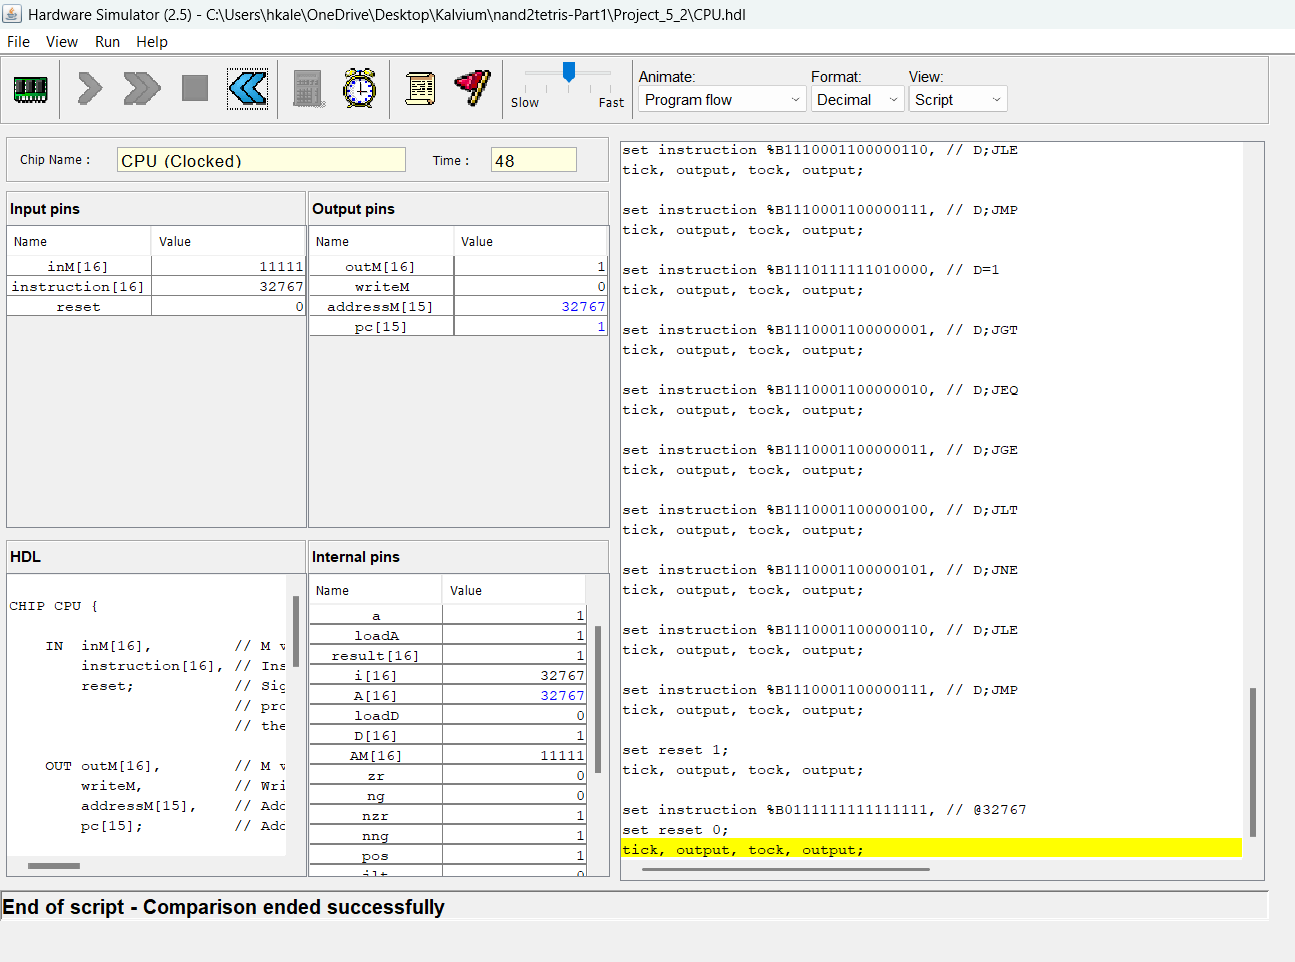 Hardware Simulator (2.5) - C:\Users\hkale\OneDrive\Desktop\Kalvium\nand2tetris-Part1\Project_5_2\CPU.hdl
File View Run Help
Slow Fast
Animate: Format: View:
Program flow Decimal Script
Chip Name : CPU (Clocked) Time : 48
Input pins
Name Value
inM[16] 11111
instruction[16] 32767
reset 0
Output pins
Name Value
outM[16] 1
writeM 0
addressM[15] 32767
pc[15] 1
HDL
CHIP CPU {
IN inM[16], // M v
instruction[16], // Ins
reset; // Sig
// pro
// the
OUT outM[16], // M v
writeM, // Wri
addressM[15], // Add
pc[15]; // Add
Internal pins
Name Value
a 1
loadA 1
result[16] 1
i[16] 32767
A[16] 32767
loadD 0
D[16] 1
AM[16] 11111
zr 0
ng 0
nzr 1
nng 1
pos 1
set instruction %B1110001100000110, // D;JLE
tick, output, tock, output;
set instruction %B1110001100000111, // D;JMP
tick, output, tock, output;
set instruction %B1110111111010000, // D=1
tick, output, tock, output;
set instruction %B1110001100000001, // D;JGT
tick, output, tock, output;
set instruction %B1110001100000010, // D;JEQ
tick, output, tock, output;
set instruction %B1110001100000011, // D;JGE
tick, output, tock, output;
set instruction %B1110001100000100, // D;JLT
tick, output, tock, output;
set instruction %B1110001100000101, // D;JNE
tick, output, tock, output;
set instruction %B1110001100000110, // D;JLE
tick, output, tock, output;
set instruction %B1110001100000111, // D;JMP
tick, output, tock, output;
set reset 1;
tick, output, tock, output;
set instruction %B0111111111111111, // @32767
set reset 0;
tick, output, tock, output;
End of script - Comparison ended successfully